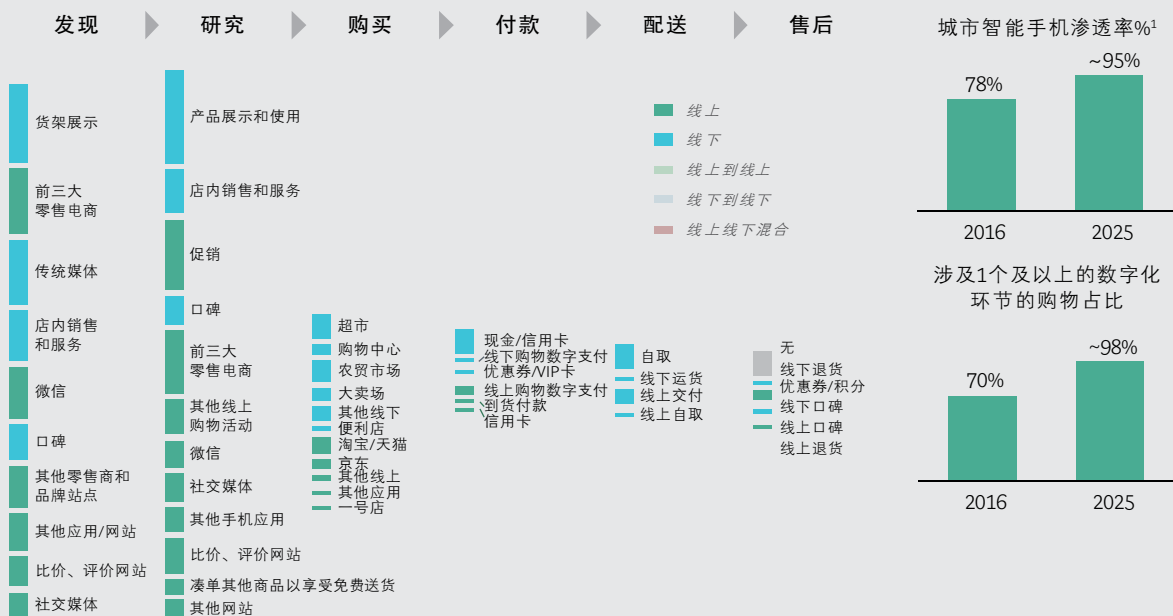 发现
研究
购买
付款
配送
售后
货架展示
前三大
零售电商
传统媒体
店内销售
和服务
微信
口碑
其他零售商和
品牌站点
其他应用/网站
比价、评价网站
社交媒体
产品展示和使用
店内销售和服务
促销
口碑
前三大
零售电商
其他线上
购物活动
微信
社交媒体
其他手机应用
比价、评价网站
凑单其他商品以享受免费送货
其他网站
超市
购物中心
农贸市场
大卖场
其他线下
便利店
淘宝/天猫
京东
其他线上
其他应用
一号店
现金/信用卡
线下购物数字支付
优惠券/VIP卡
线上购物数字支付
到货付款
信用卡
自取
线下运货
线上交付
线上自取
无
线下退货
优惠券/积分
线下口碑
线上口碑
线上退货
线上
线下
线上到线上
线下到线下
线上线下混合
城市智能手机渗透率%¹
78%
~95%
2016
2025
涉及1个及以上的数字化
环节的购物占比
70%
~98%
2016
2025